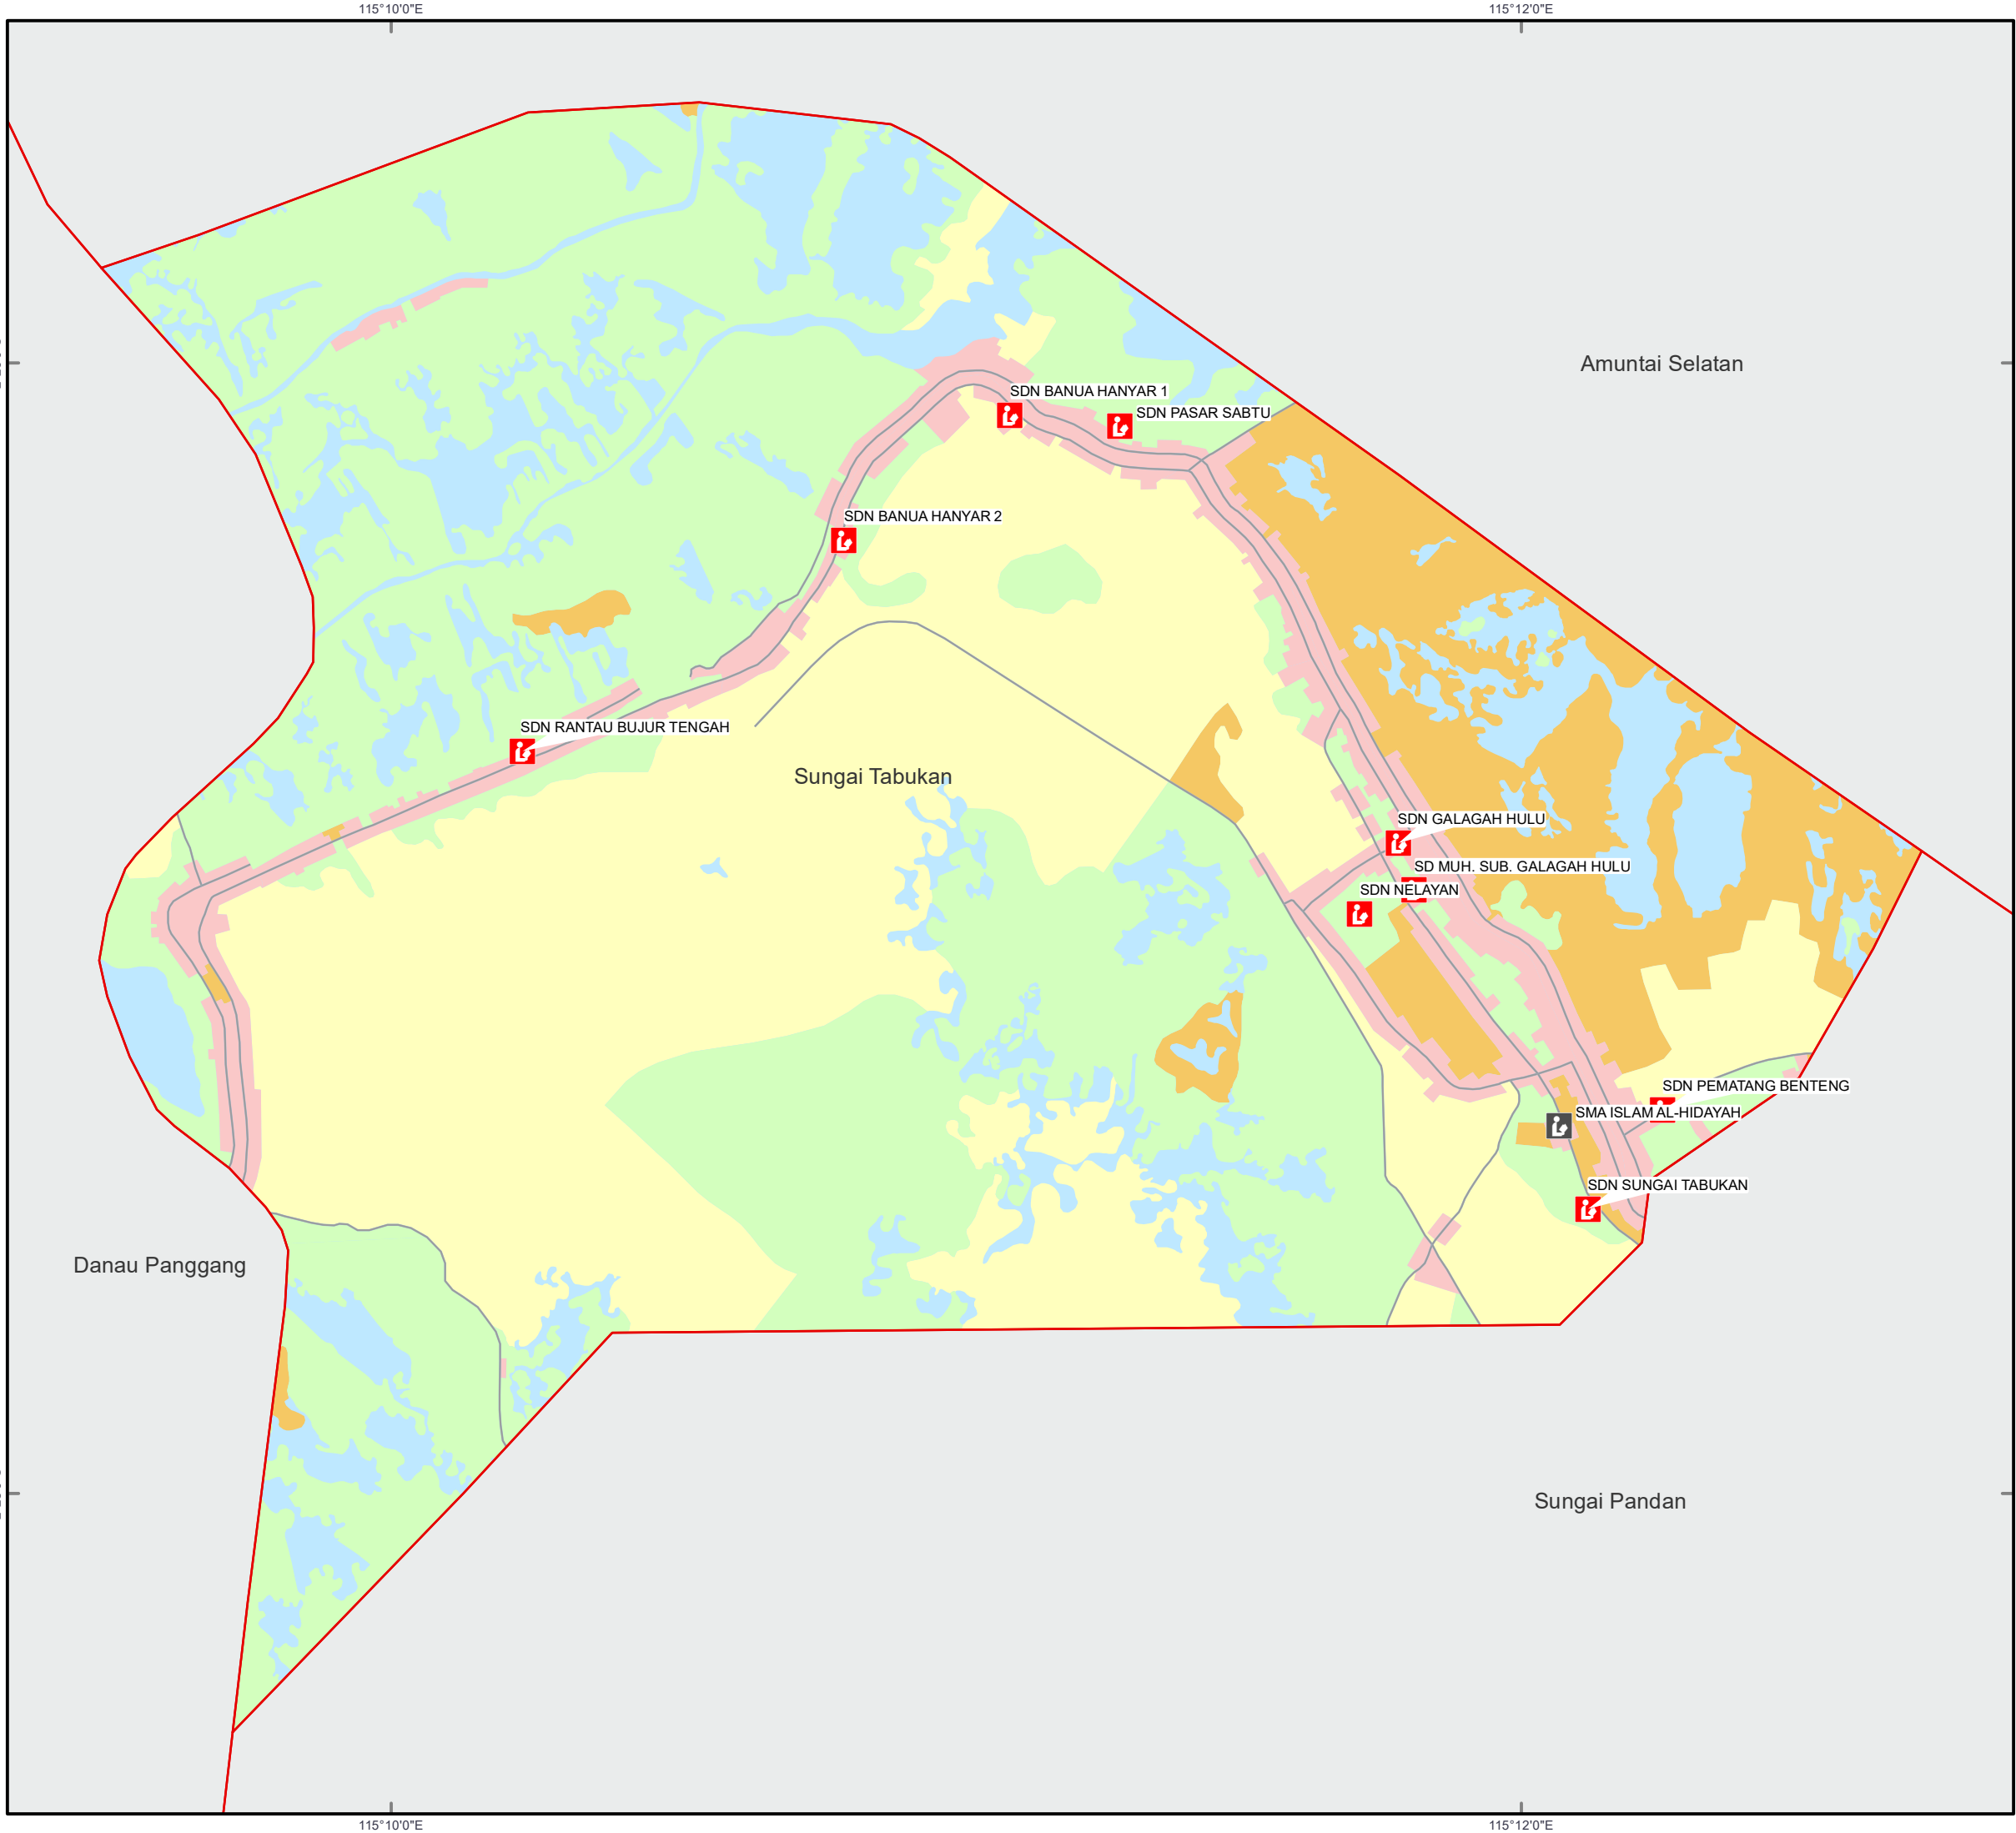 115°10'0"E
115°12'0"E
Amuntai Selatan
SDN BANUA HANYAR 1
SDN PASAR SABTU
SDN BANUA HANYAR 2
SDN RANTAU BUJUR TENGAH
Sungai Tabukan
SDN GALAGAH HULU
SD MUH. SUB. GALAGAH HULU
SDN NELAYAN
SDN PEMATANG BENTENG
SMA ISLAM AL-HIDAYAH
SDN SUNGAI TABUKAN
Danau Panggang
Sungai Pandan
115°10'0"E
115°12'0"E